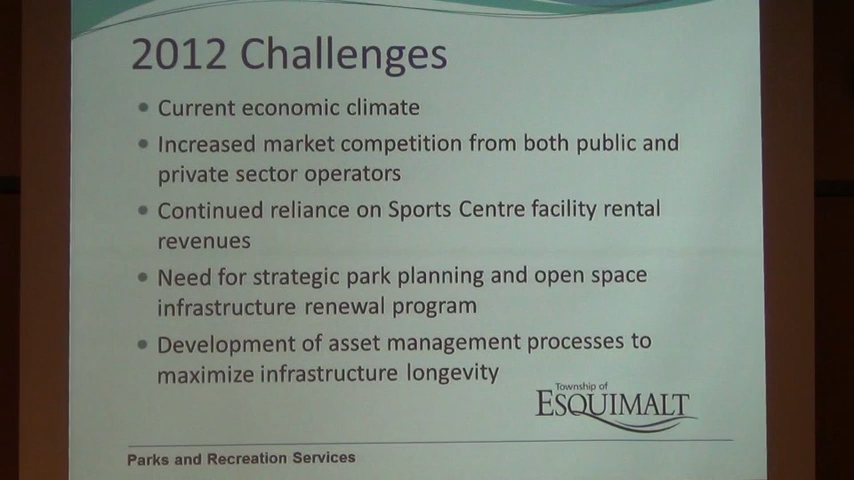 2012 Challenges
• Current economic climate
• Increased market competition from both public and
private sector operators
• Continued reliance on Sports Centre facility rental
revenues
• Need for strategic park planning and open space
infrastructure renewal program
• Development of asset management processes to
maximize infrastructure longevity
Township of
ESQUIMALT
Parks and Recreation Services